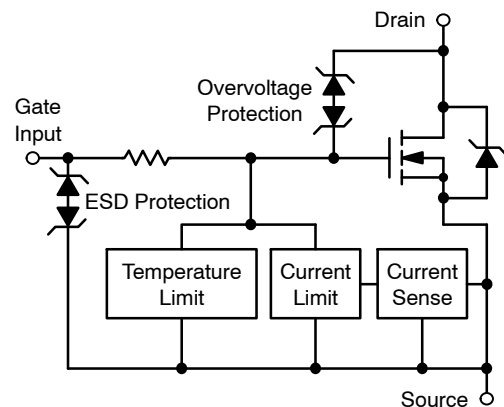 Drain
Overvoltage
Protection
Gate
Input
ESD Protection
Temperature
Limit
Current
Limit
Current
Sense
Source